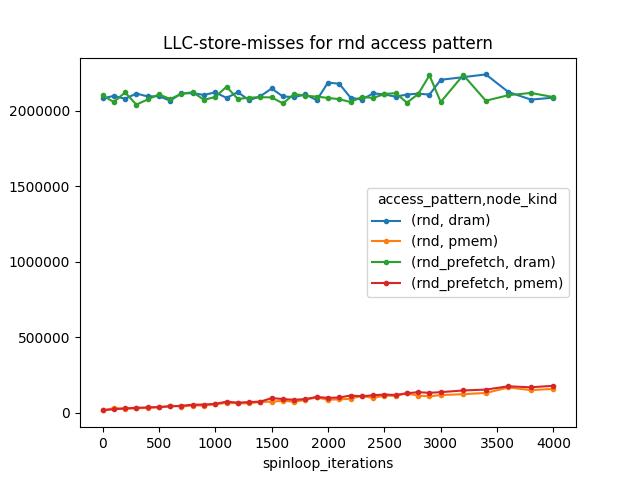 LLC-store-misses for rnd access pattern
2000000
1500000
1000000
500000
0
access_pattern,node_kind
(rnd, dram)
(rnd, pmem)
(rnd_prefetch, dram)
(rnd_prefetch, pmem)
0 500 1000 1500 2000 2500 3000 3500 4000
spinloop_iterations